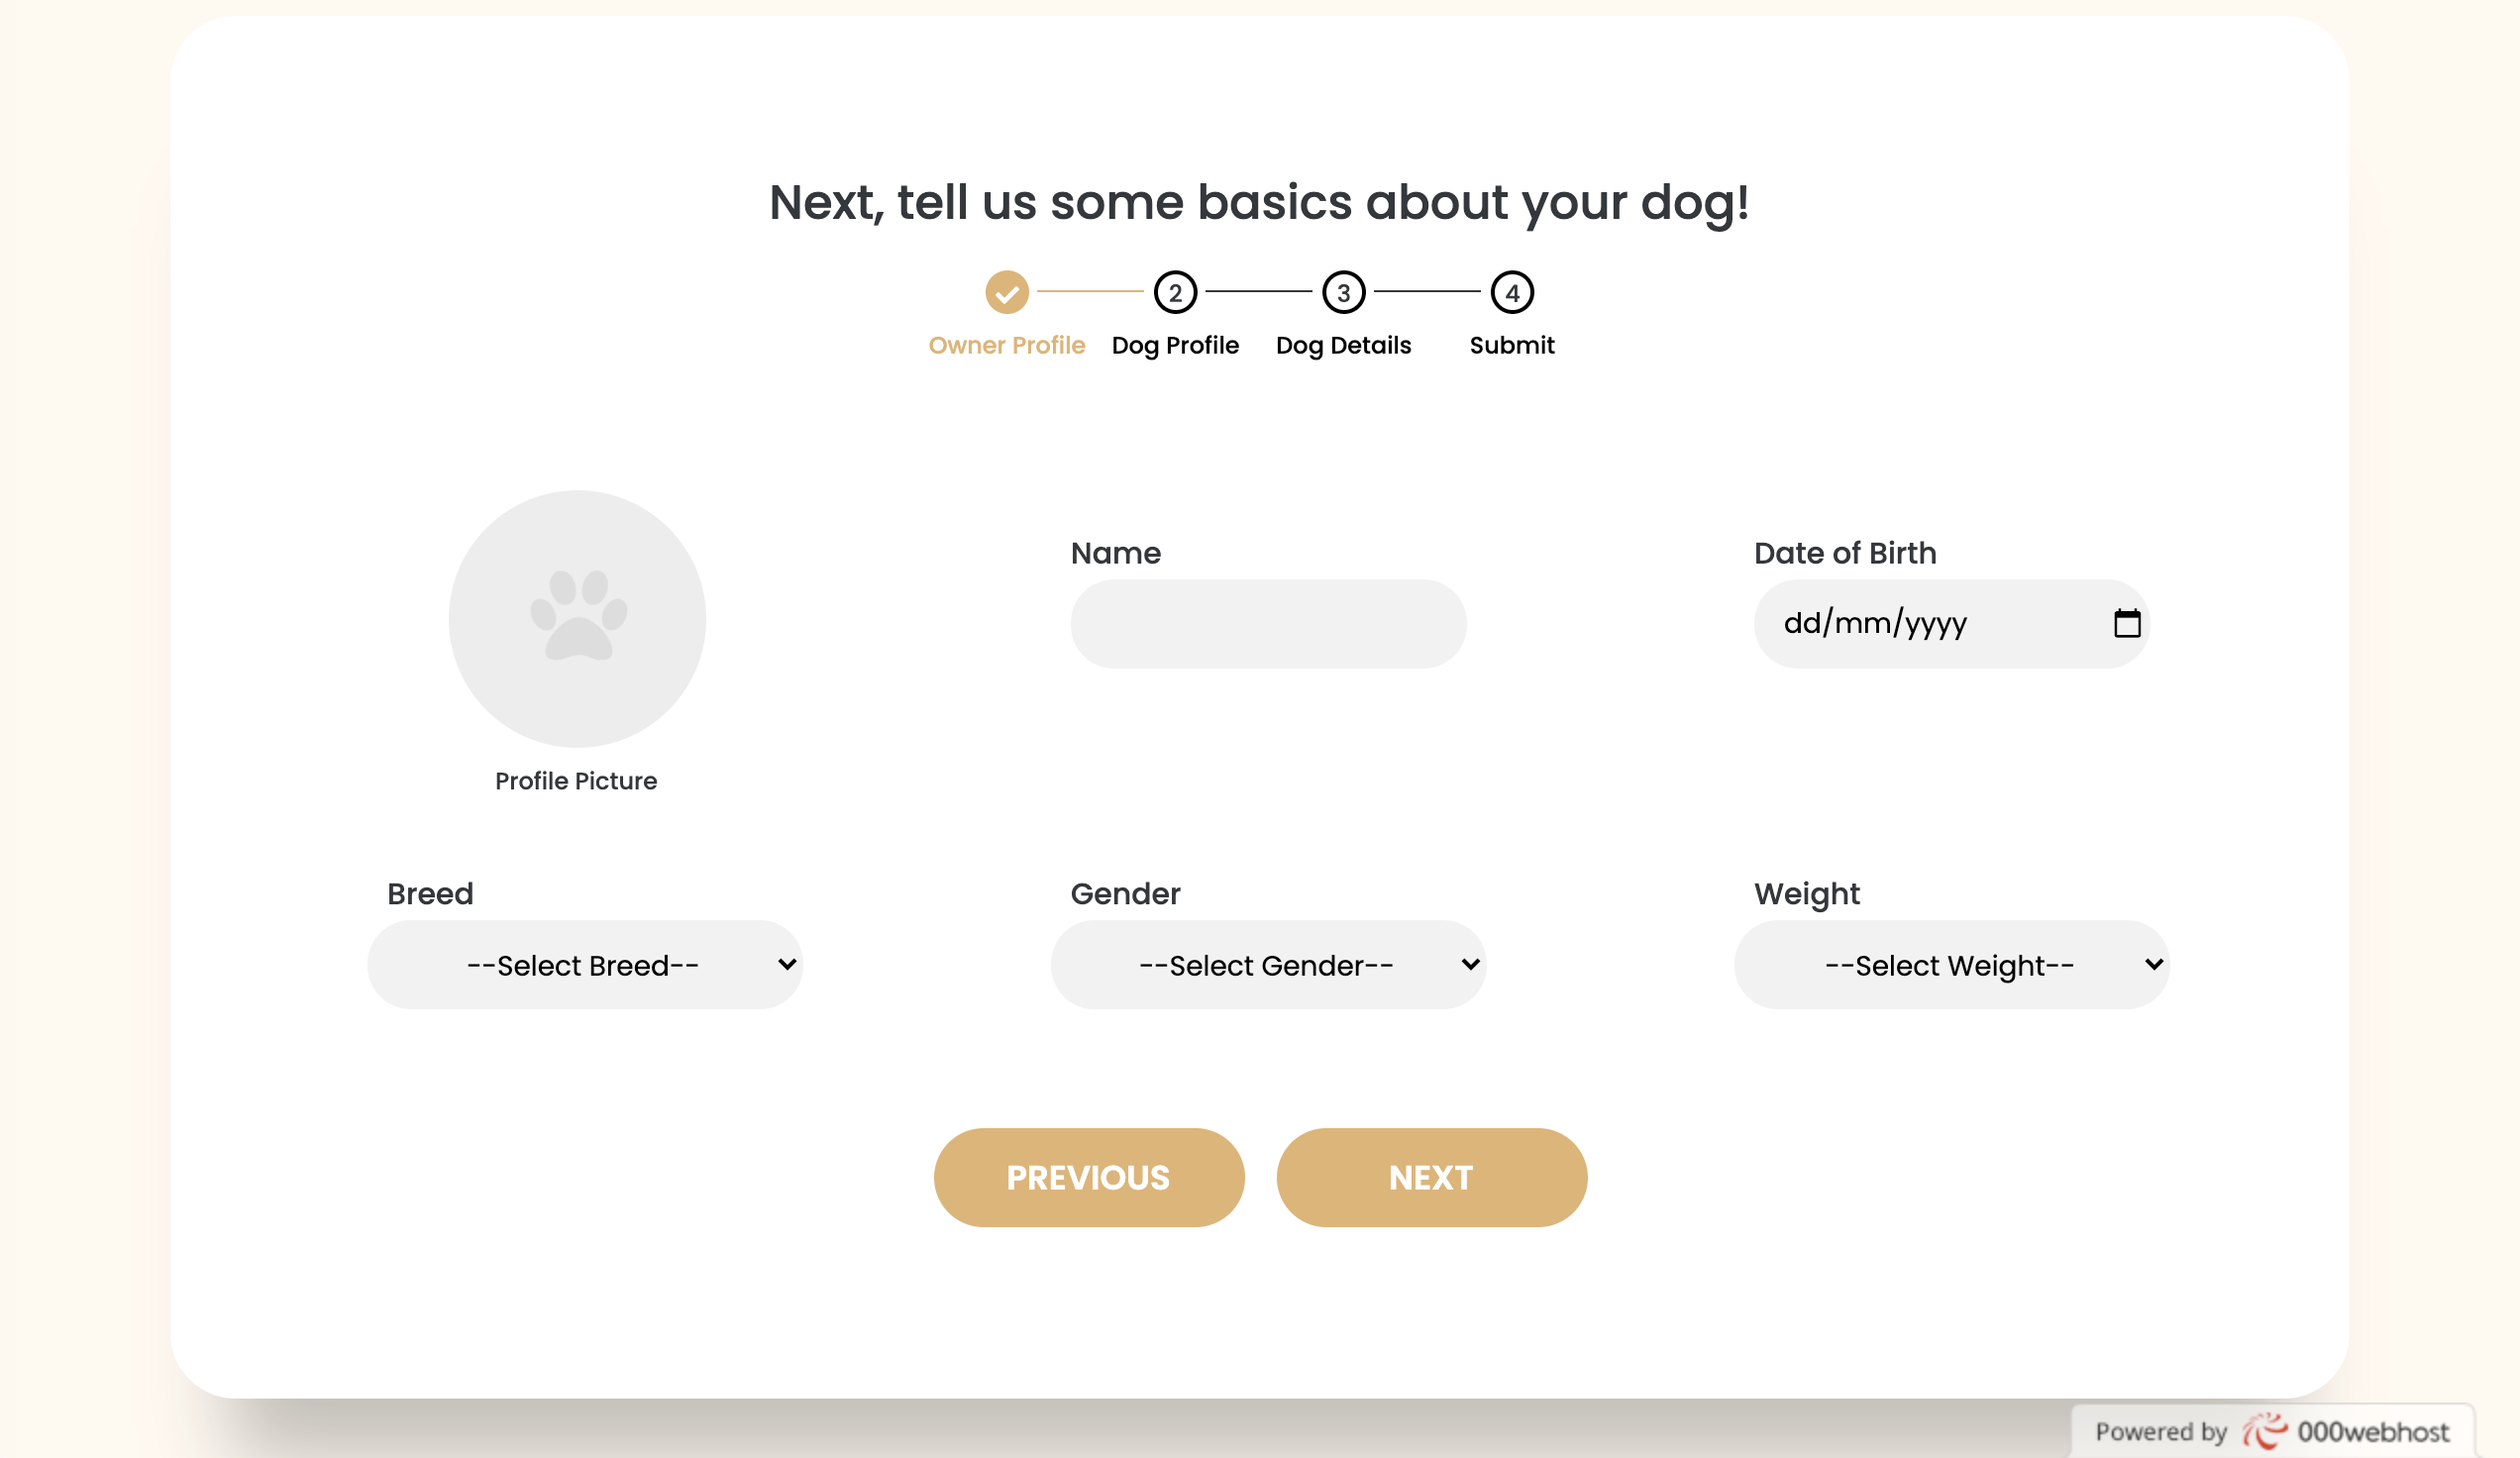 Next, tell us some basics about your dog!
2 3 4
Owner Profile Dog Profile Dog Details Submit
Name Date of Birth
dd/mm/yyyy
Profile Picture
Breed Gender Weight
--Select Breed-- --Select Gender-- --Select Weight--
PREVIOUS NEXT
Powered by 000webhost